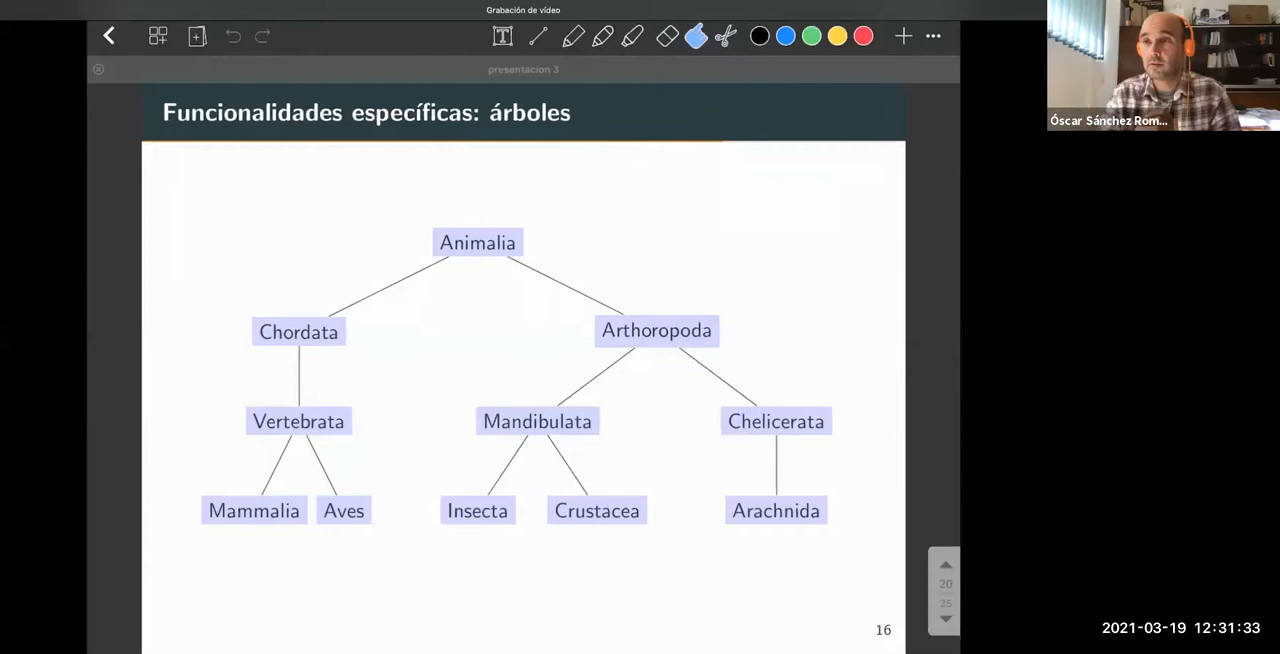 Grabación de vídeo
presentacion 3
Óscar Sánchez Rom...
Funcionalidades específicas: árboles
Animalia
Chordata
Arthoropoda
Vertebrata
Mandibulata
Chelicerata
Mammalia
Aves
Insecta
Crustacea
Arachnida
20
25
16
2021-03-19 12:31:33